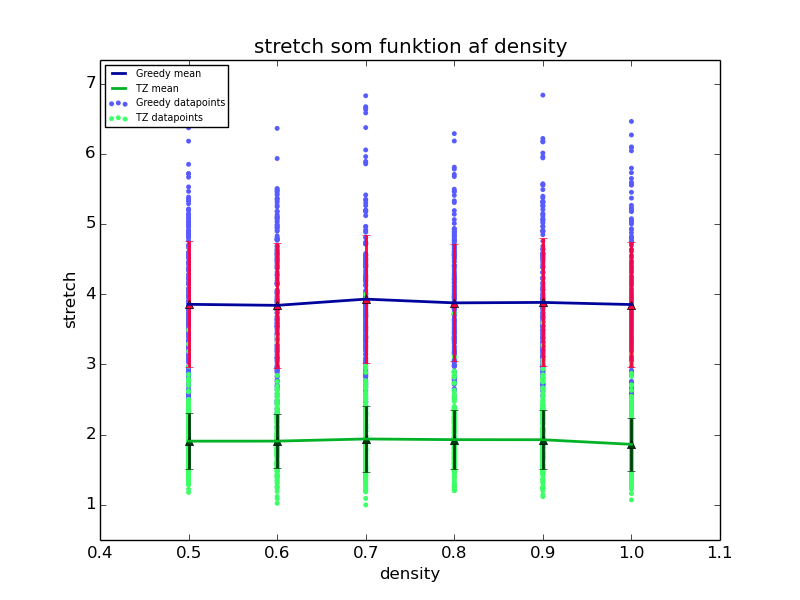 stretch som funktion af density
Greedy mean
TZ mean
Greedy datapoints
TZ datapoints
7
6
5
4
3
2
1
stretch
0.4 0.5 0.6 0.7 0.8 0.9 1.0 1.1
density